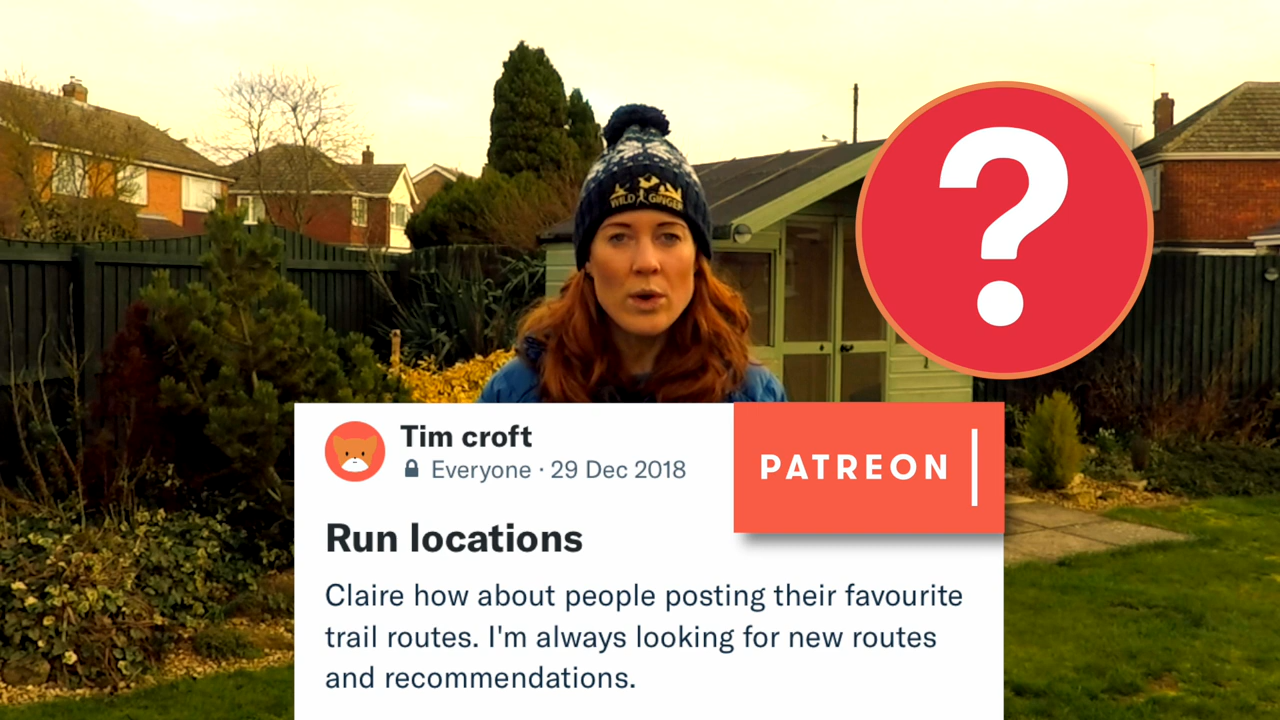 WILD GINGER
?
Tim croft
PATREON
Everyone · 29 Dec 2018
Run locations
Claire how about people posting their favourite
trail routes. I'm always looking for new routes
and recommendations.